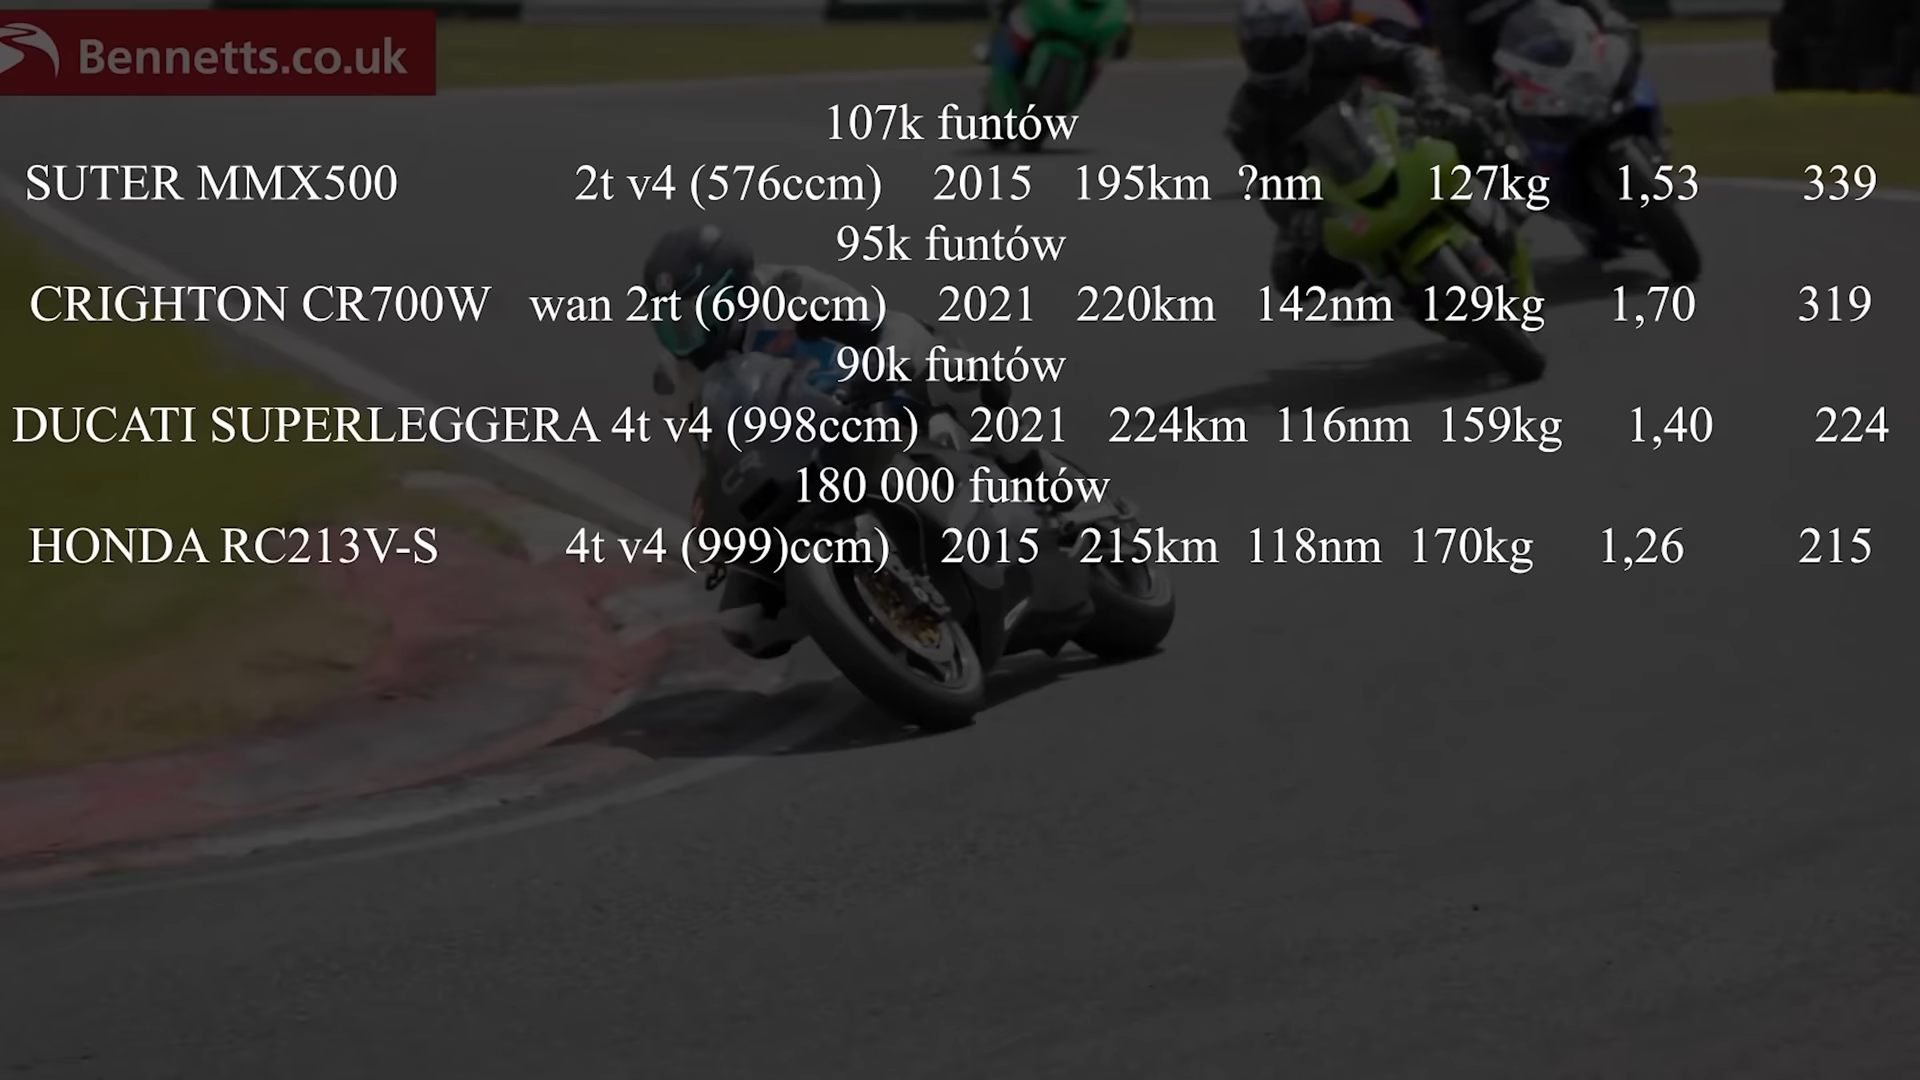 Bennetts.co.uk
107k funtów
SUTER MMX500 2t v4 (576ccm) 2015 195km ?nm 127kg 1,53 339
95k funtów
CRIGHTON CR700W wan 2rt (690ccm) 2021 220km 142nm 129kg 1,70 319
90k funtów
DUCATI SUPERLEGGERA 4t v4 (998ccm) 2021 224km 116nm 159kg 1,40 224
180 000 funtów
HONDA RC213V-S 4t v4 (999)ccm) 2015 215km 118nm 170kg 1,26 215